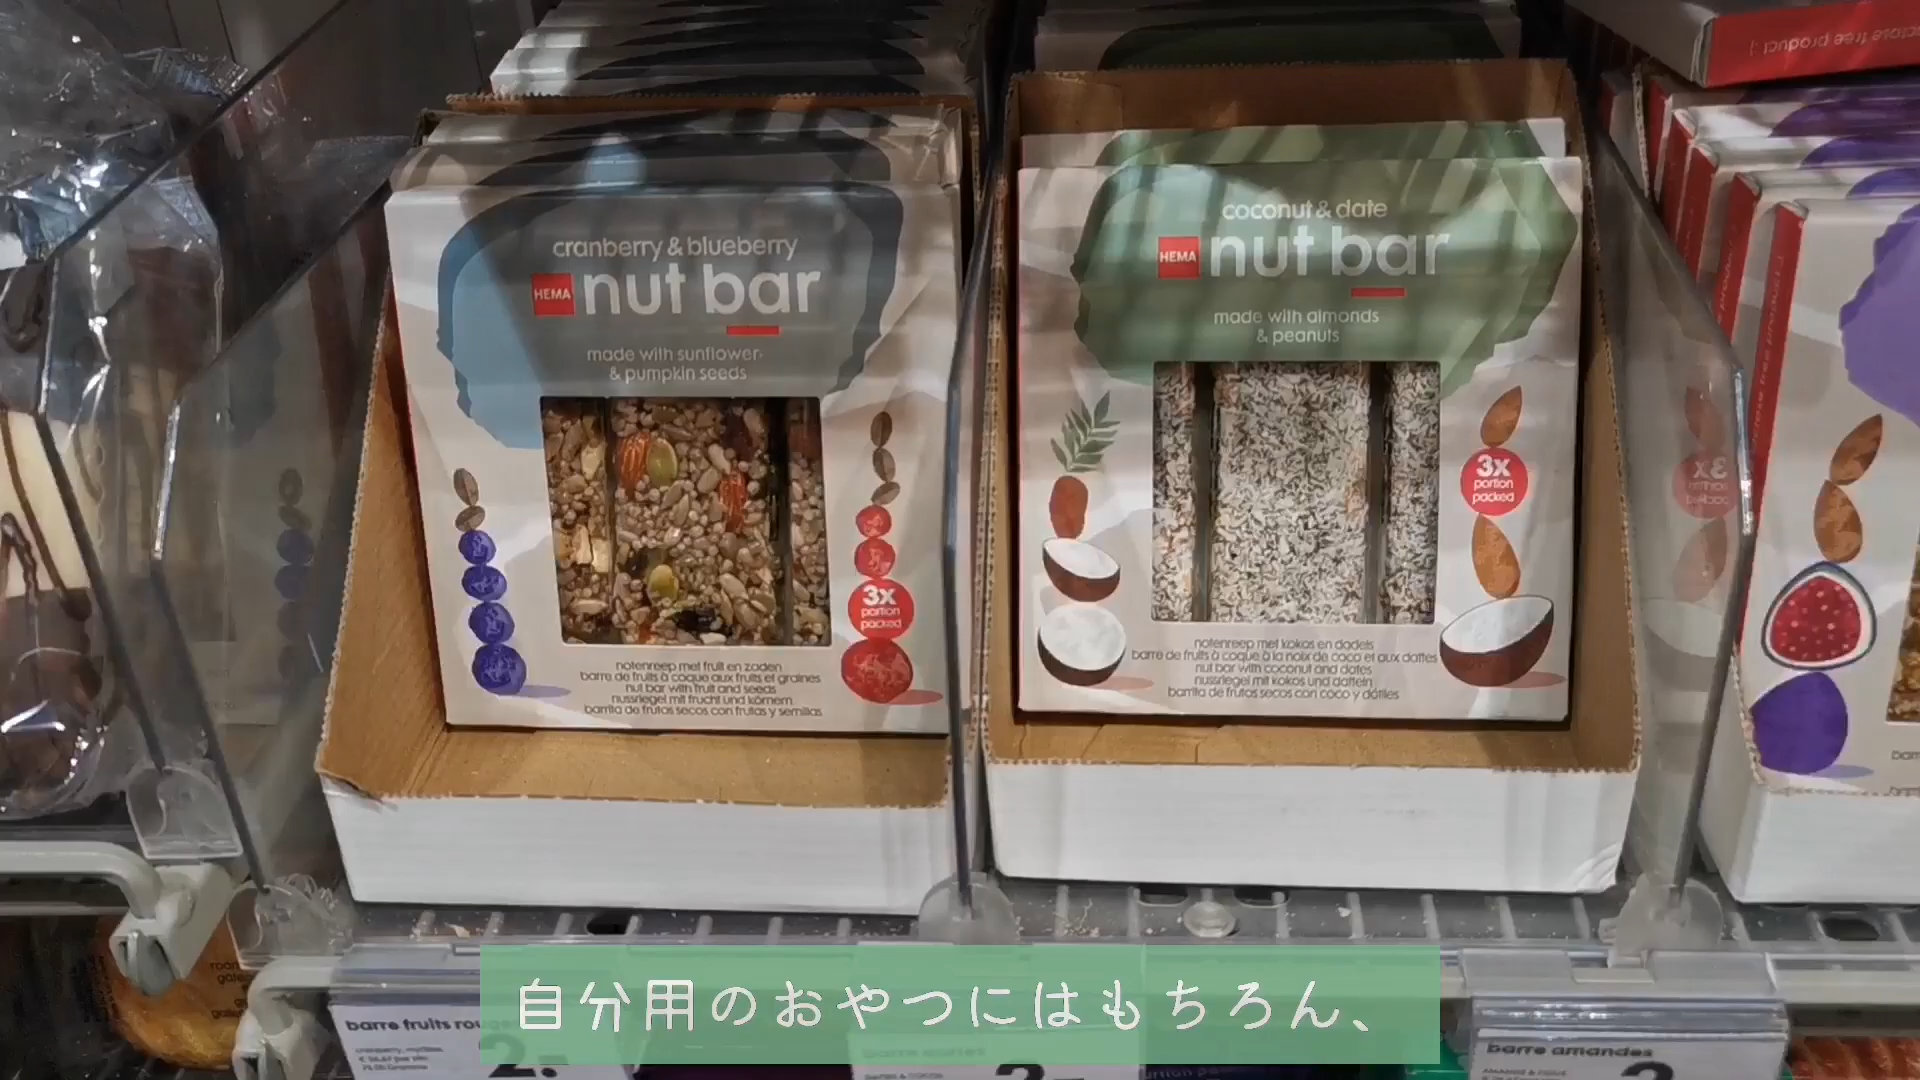 cranberry & blueberry
HEMA nut bar
made with sunflower-
& pumpkin seeds
3x
portion
packed
notenreep met fruit en zaden
barre de fruits à coque aux fruits et graines
nut bar with fruit and seeds
nussriegel mit frucht und körnern
barrita de frutos secos con frutas y semillas
coconut & date
HEMA nut bar
made with almonds
& peanuts
3x
portion
packed
notenreep met kokos en dadels
barre de fruits à coque à la noix de coco et aux dattes
nut bar with coconut and dates
nussriegel mit kokos und datteln
barrita de frutos secos con coco y dátiles
barre fruits
2.-
barre amandes
自分用のおやつにはもちろん、